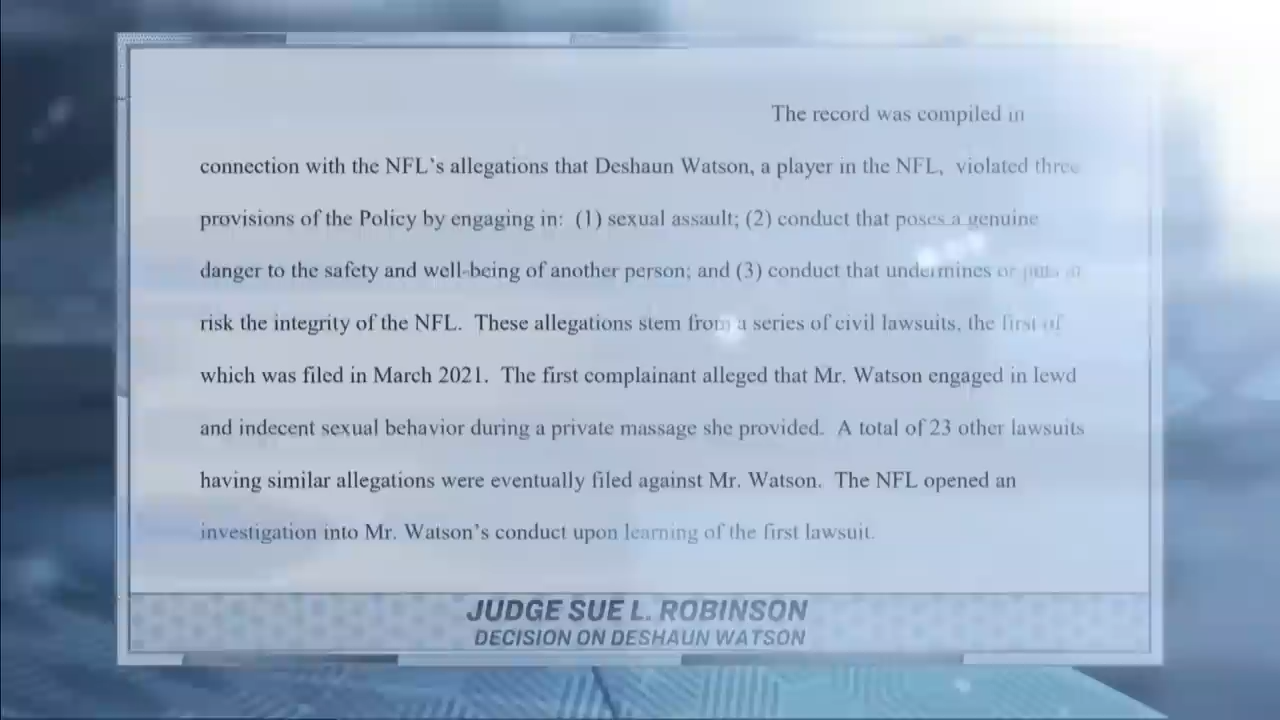 The record was compiled in
connection with the NFL's allegations that Deshaun Watson, a player in the NFL, violated three
provisions of the Policy by engaging in: (1) sexual assault; (2) conduct that poses a genuine
danger to the safety and well-being of another person; and (3) conduct that undermines or puts at
risk the integrity of the NFL. These allegations stem from a series of civil lawsuits, the first of
which was filed in March 2021. The first complainant alleged that Mr. Watson engaged in lewd
and indecent sexual behavior during a private massage she provided. A total of 23 other lawsuits
having similar allegations were eventually filed against Mr. Watson. The NFL opened an
investigation into Mr. Watson's conduct upon learning of the first lawsuit.
JUDGE SUE L. ROBINSON
DECISION ON DESHAUN WATSON